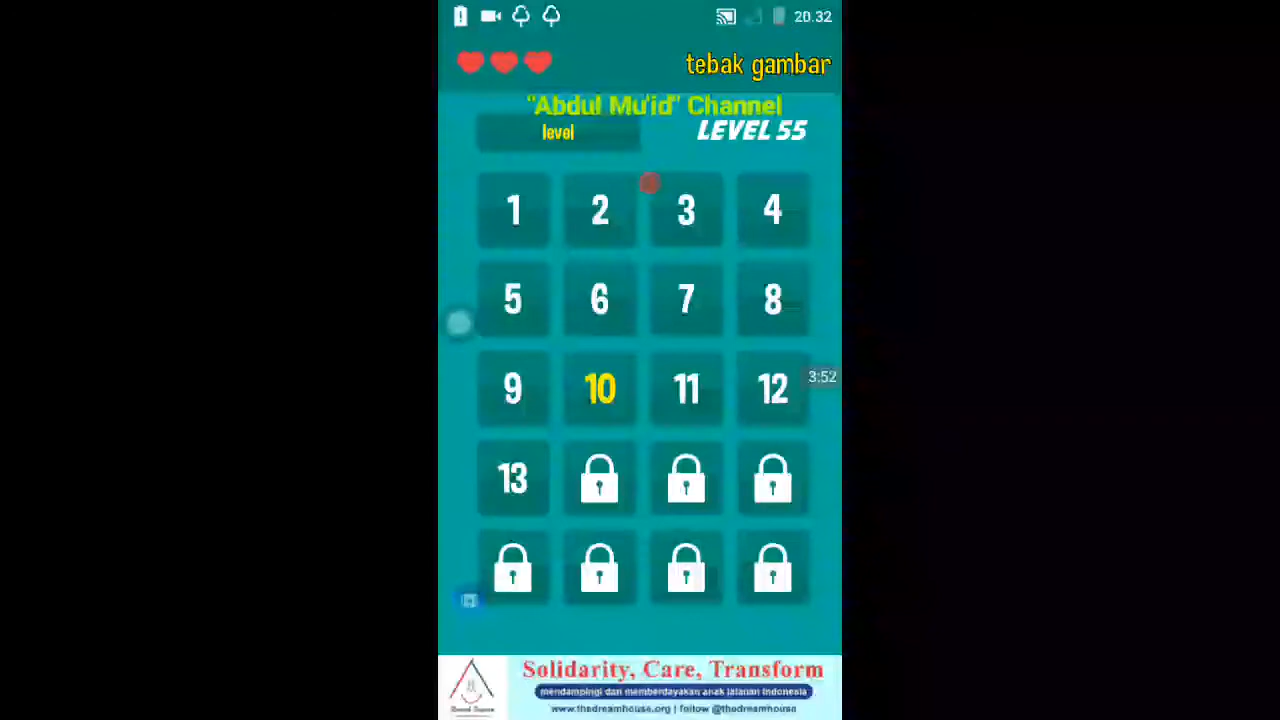 20.32
tebak gambar
"Abdul Mu'id" Channel
level
LEVEL 55
1 2 3 4
5 6 7 8
9 10 11 12
3:52
13
Solidarity, Care, Transform
mendampingi dan memberdayakan anak jalanan Indonesia
www.thedreamhouse.org | follow @thedreamhouse